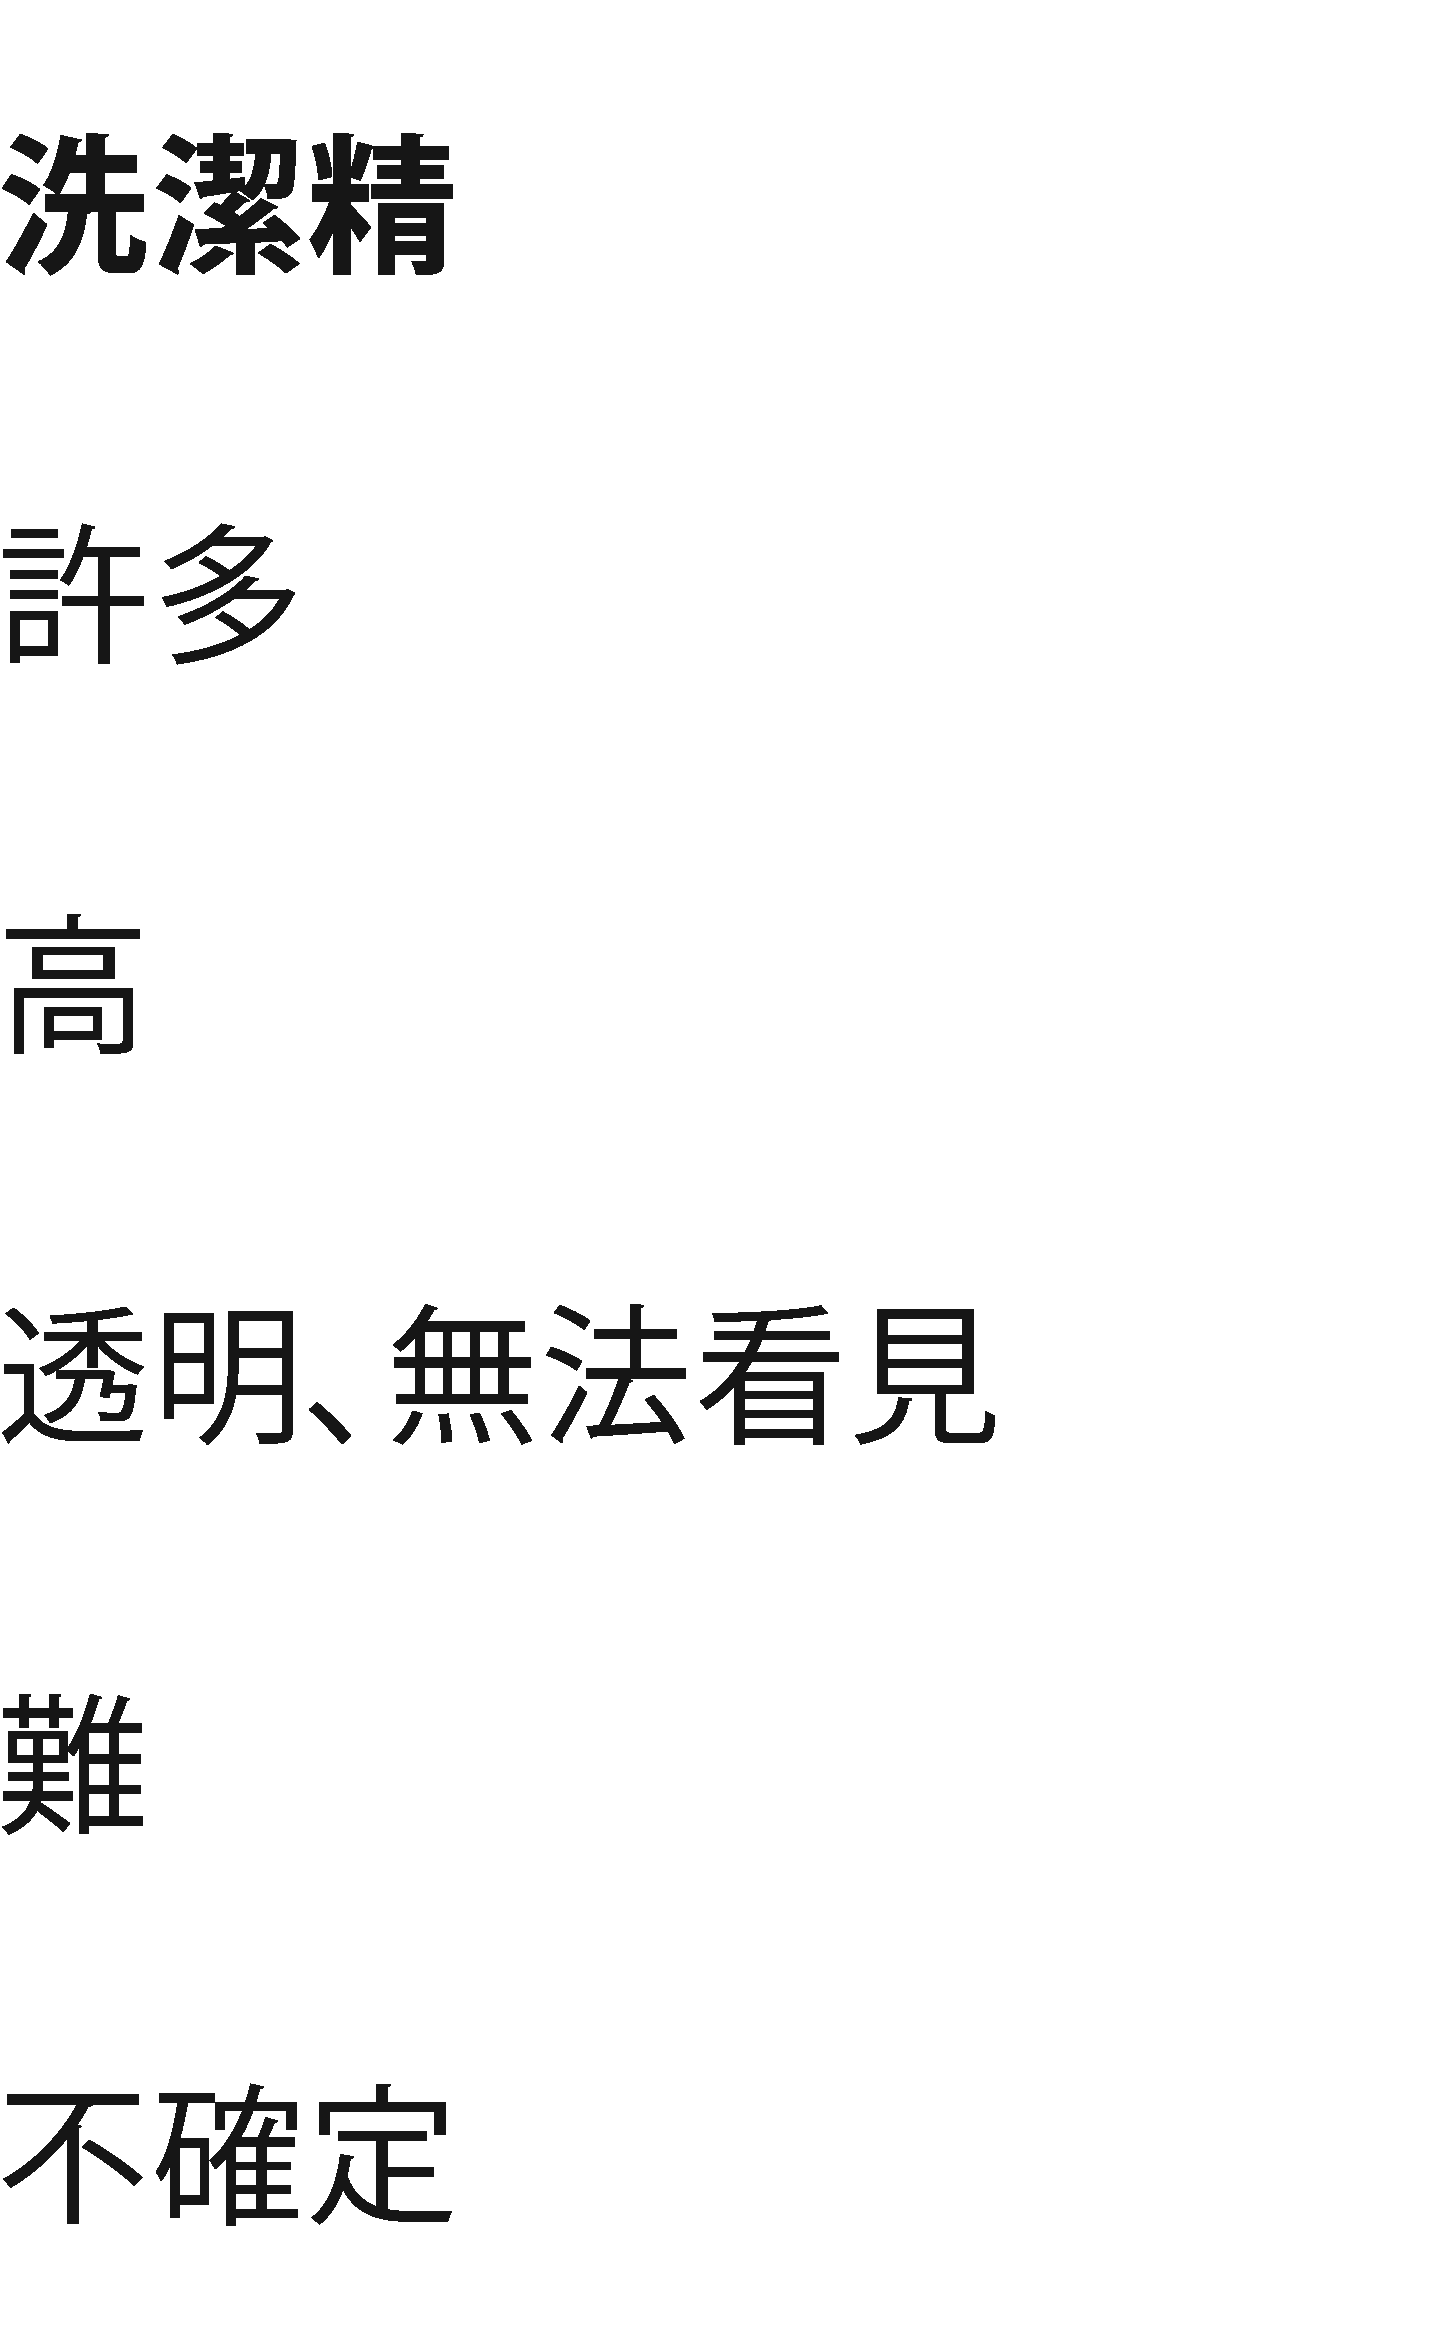 洗潔精
許多
高
透明、無法看見
難
不確定